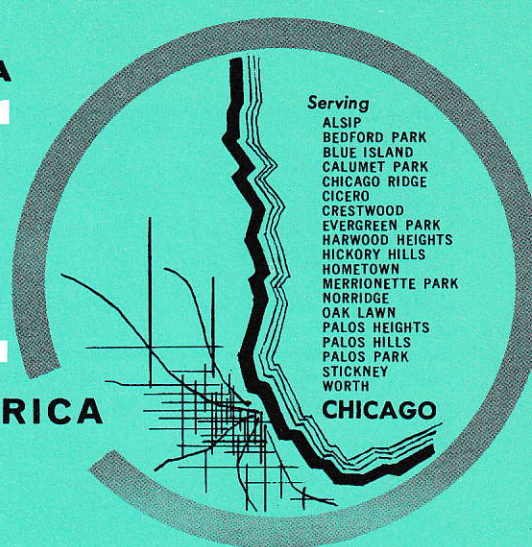 A
Serving
ALSIP
BEDFORD PARK
BLUE ISLAND
CALUMET PARK
CHICAGO RIDGE
CICERO
CRESTWOOD
EVERGREEN PARK
HARWOOD HEIGHTS
HICKORY HILLS
HOMETOWN
MERRIONETTE PARK
NORRIDGE
OAK LAWN
PALOS HEIGHTS
PALOS HILLS
PALOS PARK
STICKNEY
WORTH
CHICAGO
RICA